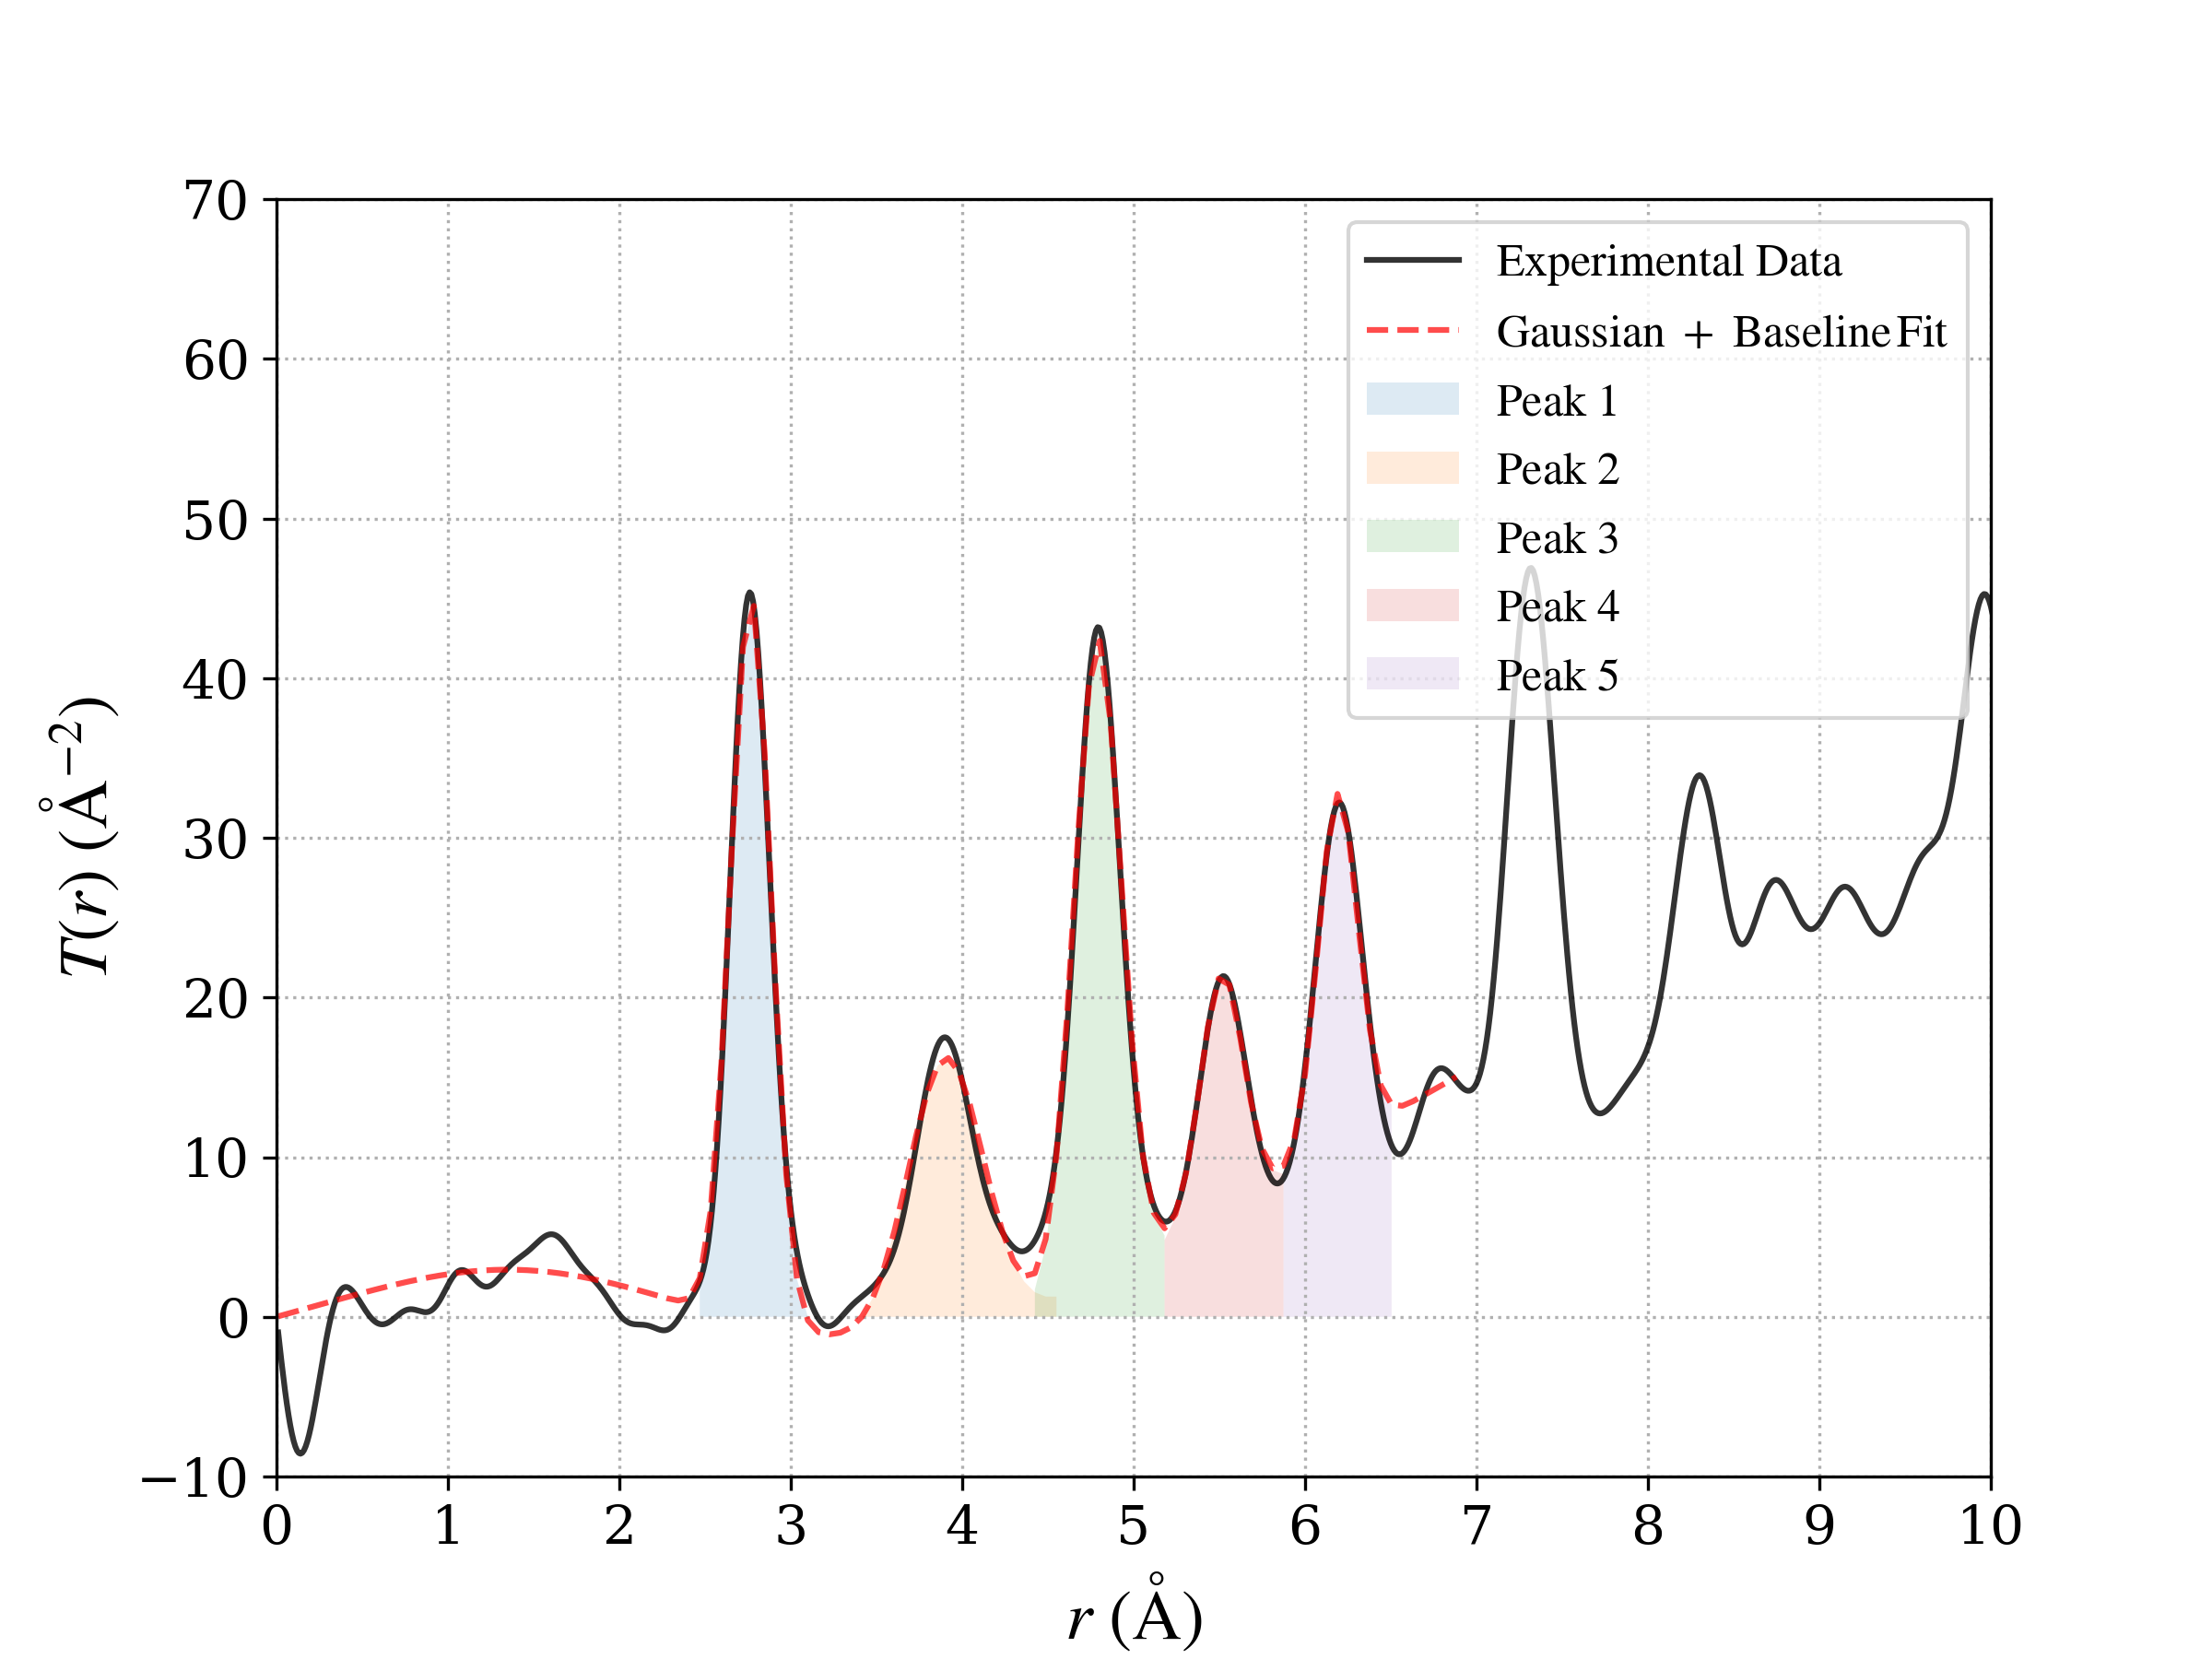 70
60
50
40
30
20
10
0
−10
0 1 2 3 4 5 6 7 8 9 10
T(r) (Å⁻²)
r (Å)
Experimental Data
Gaussian + Baseline Fit
Peak 1
Peak 2
Peak 3
Peak 4
Peak 5